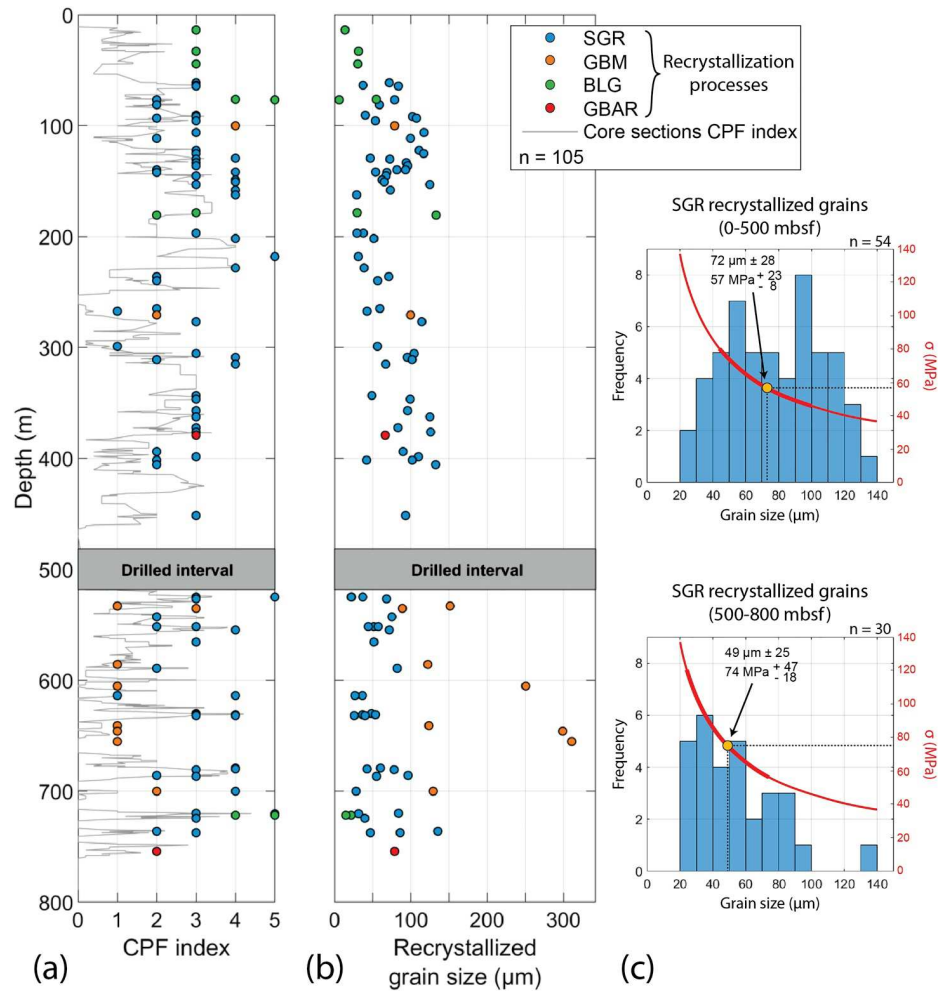 0
100
200
300
400
500
600
700
800
Depth (m)
Drilled interval
0 1 2 3 4 5
CPF index
(a)
0
Drilled interval
0 100 200 300
Recrystallized
grain size (µm)
(b)
SGR
GBM
BLG
GBAR
Recrystallization
processes
Core sections CPF index
n = 105
SGR recrystallized grains
(0-500 mbsf)
n = 54
72 µm ± 28
57 MPa + 23
- 8
8
6
4
2
0
Frequency
140
120
100
80
60
40
20
0
σ (MPa)
0 20 40 60 80 100 120 140
Grain size (µm)
SGR recrystallized grains
(500-800 mbsf)
n = 30
49 µm ± 25
74 MPa + 47
- 18
8
6
4
2
0
Frequency
140
120
100
80
60
40
20
0
σ (MPa)
0 20 40 60 80 100 120 140
Grain size (µm)
(c)